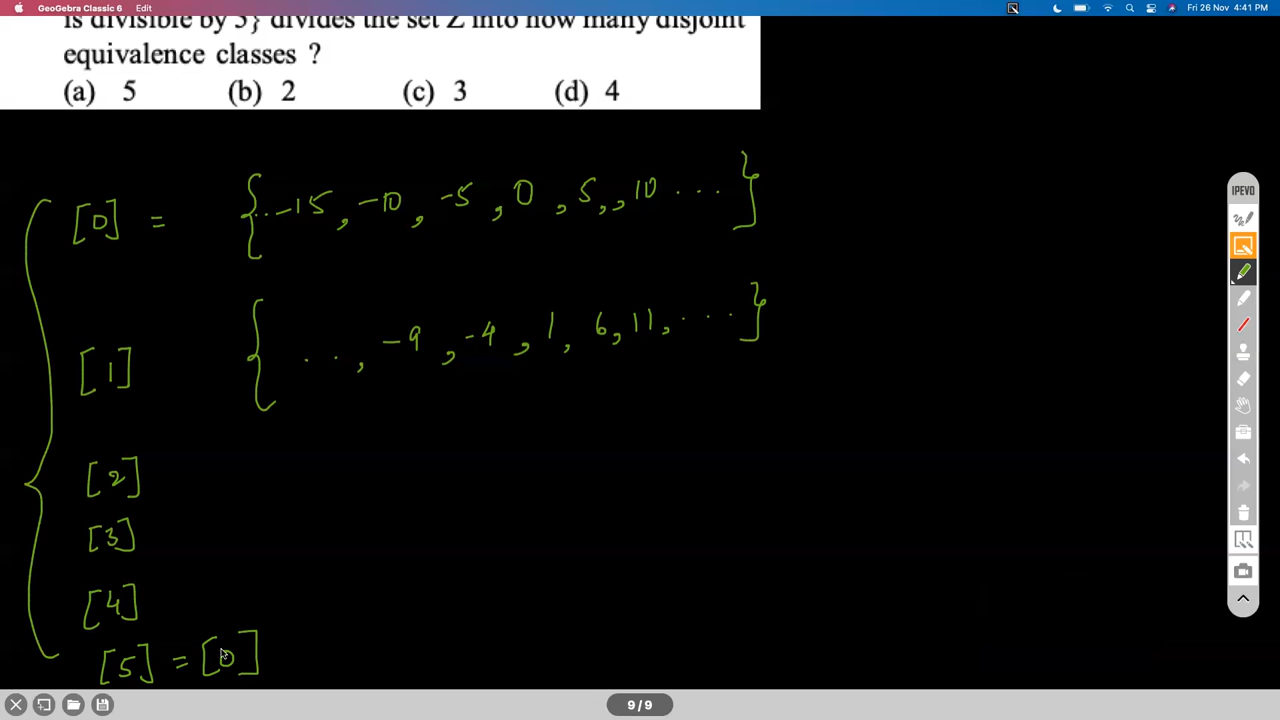 GeoGebra Classic 6 Edit Fri 26 Nov 4:41 PM
is divisible by 5} divides the set Z into how many disjoint
equivalence classes ?
(a) 5 (b) 2 (c) 3 (d) 4
IPEVO
[0] = {...-15, -10, -5, 0, 5,, 10 ....}
[1] {..., -9, -4, 1, 6, 11, ....}
[2]
[3]
[4]
[5] = [0]
9 / 9